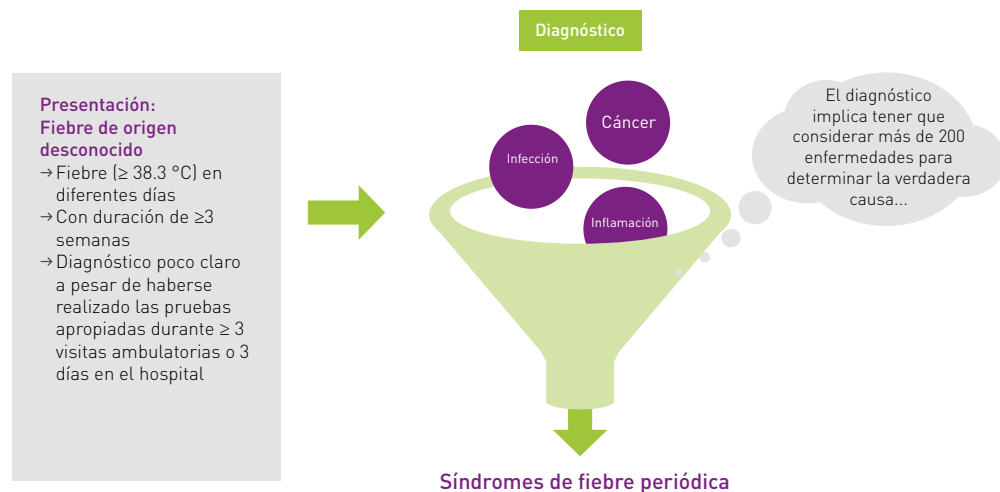 Diagnóstico
Presentación:
Fiebre de origen
desconocido
→ Fiebre (≥ 38.3 °C) en
diferentes días
→ Con duración de ≥3
semanas
→ Diagnóstico poco claro
a pesar de haberse
realizado las pruebas
apropiadas durante ≥ 3
visitas ambulatorias o 3
días en el hospital
Cáncer
Infección
Inflamación
El diagnóstico
implica tener que
considerar más de 200
enfermedades para
determinar la verdadera
causa...
Síndromes de fiebre periódica